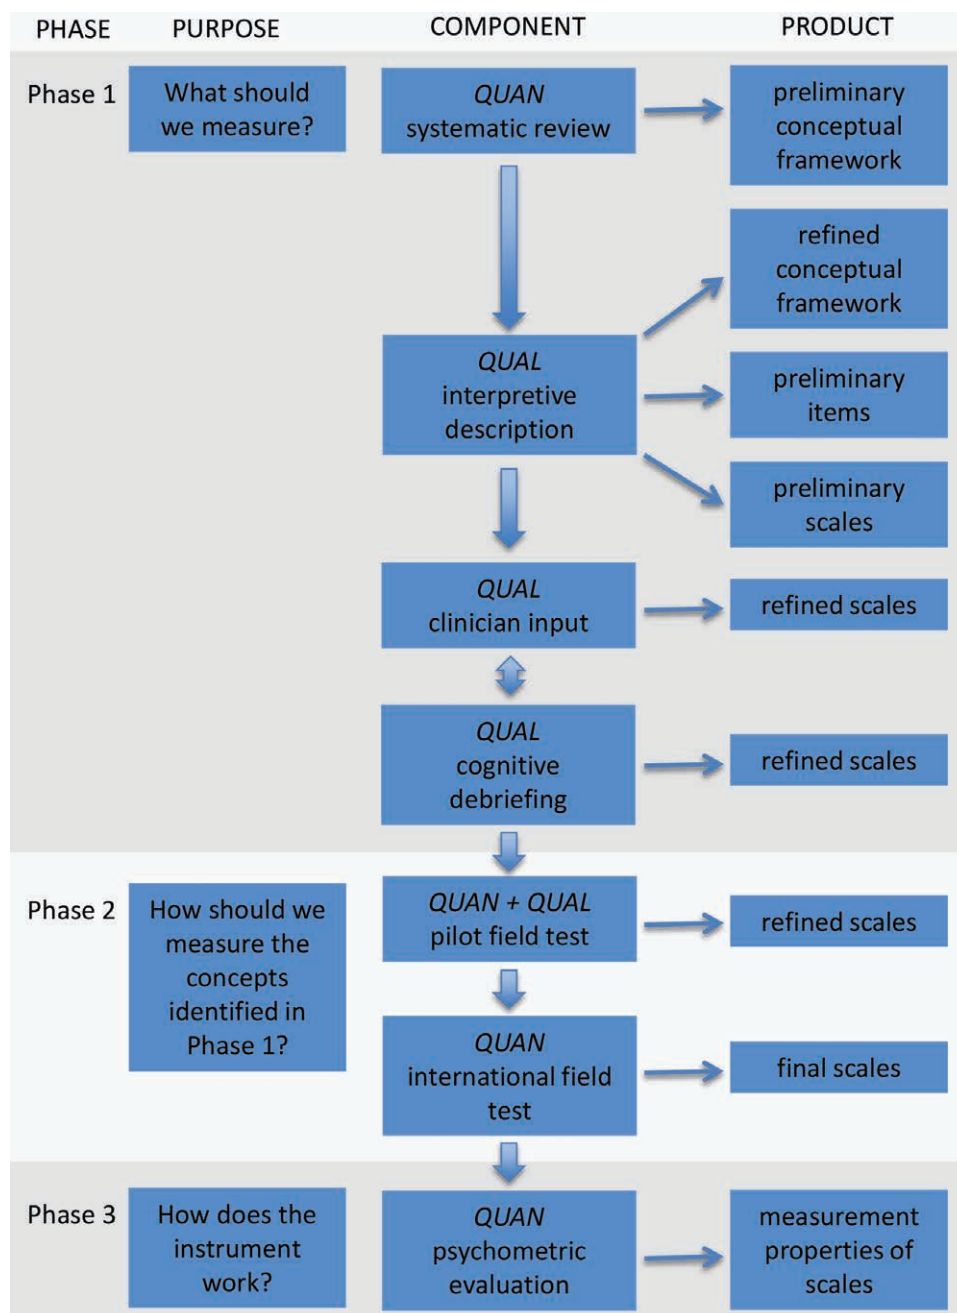 PHASE
PURPOSE
COMPONENT
PRODUCT
Phase 1
What should
we measure?
QUAN
systematic review
preliminary
conceptual
framework
refined
conceptual
framework
QUAL
interpretive
description
preliminary
items
preliminary
scales
QUAL
clinician input
refined scales
QUAL
cognitive
debriefing
refined scales
Phase 2
How should we
measure the
concepts
identified in
Phase 1?
QUAN + QUAL
pilot field test
refined scales
QUAN
international field
test
final scales
Phase 3
How does the
instrument
work?
QUAN
psychometric
evaluation
measurement
properties of
scales